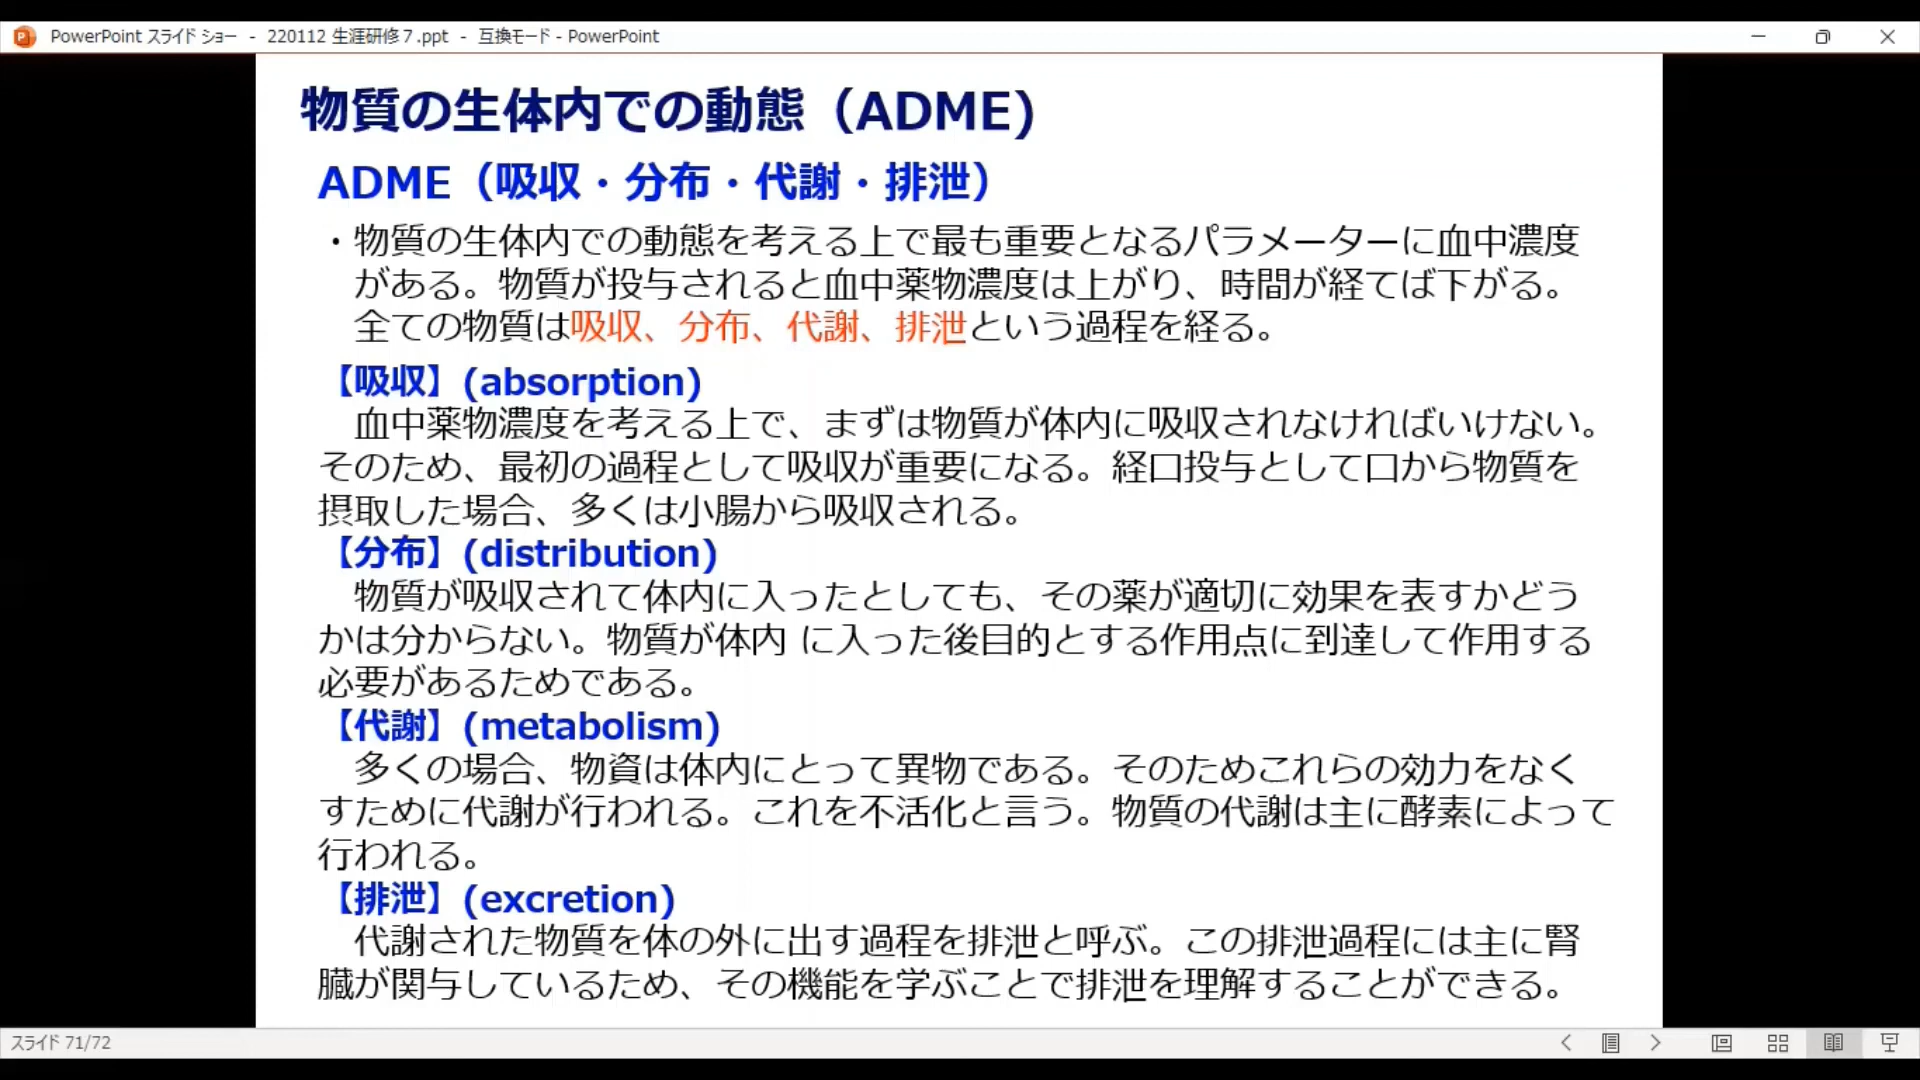 PowerPoint スライド ショー - 220112 生涯研修７.ppt - 互換モード - PowerPoint
物質の生体内での動態（ADME)
ADME（吸収・分布・代謝・排泄）
・物質の生体内での動態を考える上で最も重要となるパラメーターに血中濃度
がある。物質が投与されると血中薬物濃度は上がり、時間が経てば下がる。
全ての物質は吸収、分布、代謝、排泄という過程を経る。
【吸収】(absorption)
血中薬物濃度を考える上で、まずは物質が体内に吸収されなければいけない。
そのため、最初の過程として吸収が重要になる。経口投与として口から物質を
摂取した場合、多くは小腸から吸収される。
【分布】(distribution)
物質が吸収されて体内に入ったとしても、その薬が適切に効果を表すかどう
かは分からない。物質が体内 に入った後目的とする作用点に到達して作用する
必要があるためである。
【代謝】(metabolism)
多くの場合、物資は体内にとって異物である。そのためこれらの効力をなく
すために代謝が行われる。これを不活化と言う。物質の代謝は主に酵素によって
行われる。
【排泄】(excretion)
代謝された物質を体の外に出す過程を排泄と呼ぶ。この排泄過程には主に腎
臓が関与しているため、その機能を学ぶことで排泄を理解することができる。
スライド 71/72